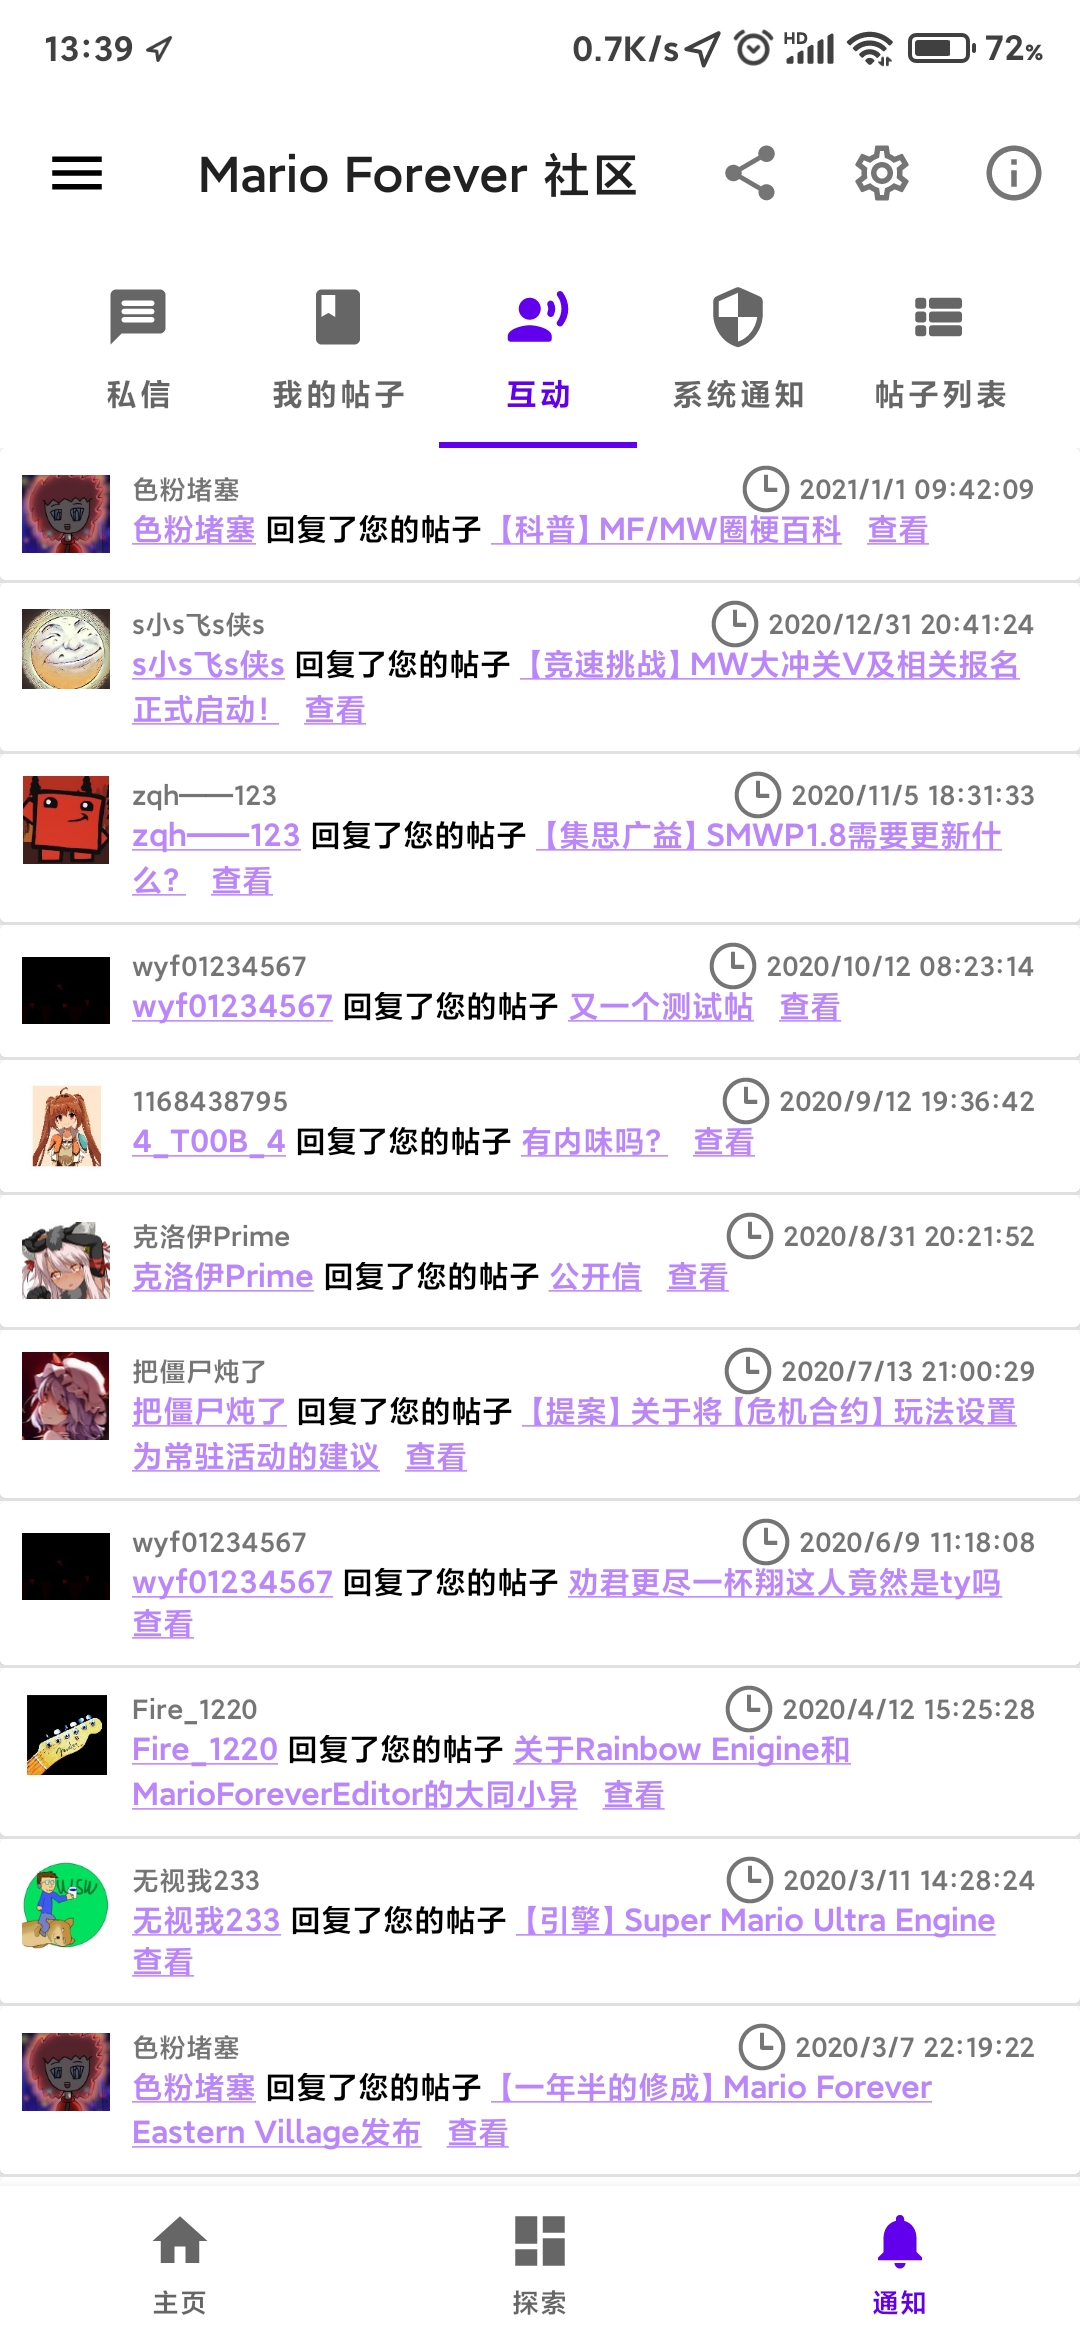 13:39
0.7K/s HD 72%
Mario Forever 社区
私信
我的帖子
互动
系统通知
帖子列表
色粉堵塞 2021/1/1 09:42:09
色粉堵塞 回复了您的帖子 【科普】MF/MW圈梗百科 查看
s小s飞s侠s 2020/12/31 20:41:24
s小s飞s侠s 回复了您的帖子 【竞速挑战】MW大冲关V及相关报名
正式启动！ 查看
zqh——123 2020/11/5 18:31:33
zqh——123 回复了您的帖子 【集思广益】SMWP1.8需要更新什
么？ 查看
wyf01234567 2020/10/12 08:23:14
wyf01234567 回复了您的帖子 又一个测试帖 查看
1168438795 2020/9/12 19:36:42
4_T00B_4 回复了您的帖子 有内味吗？ 查看
克洛伊Prime 2020/8/31 20:21:52
克洛伊Prime 回复了您的帖子 公开信 查看
把僵尸炖了 2020/7/13 21:00:29
把僵尸炖了 回复了您的帖子 【提案】关于将【危机合约】玩法设置
为常驻活动的建议 查看
wyf01234567 2020/6/9 11:18:08
wyf01234567 回复了您的帖子 劝君更尽一杯翔这人竟然是ty吗
查看
Fire_1220 2020/4/12 15:25:28
Fire_1220 回复了您的帖子 关于Rainbow Enigine和
MarioForeverEditor的大同小异 查看
无视我233 2020/3/11 14:28:24
无视我233 回复了您的帖子 【引擎】Super Mario Ultra Engine
查看
色粉堵塞 2020/3/7 22:19:22
色粉堵塞 回复了您的帖子 【一年半的修成】Mario Forever
Eastern Village发布 查看
主页
探索
通知